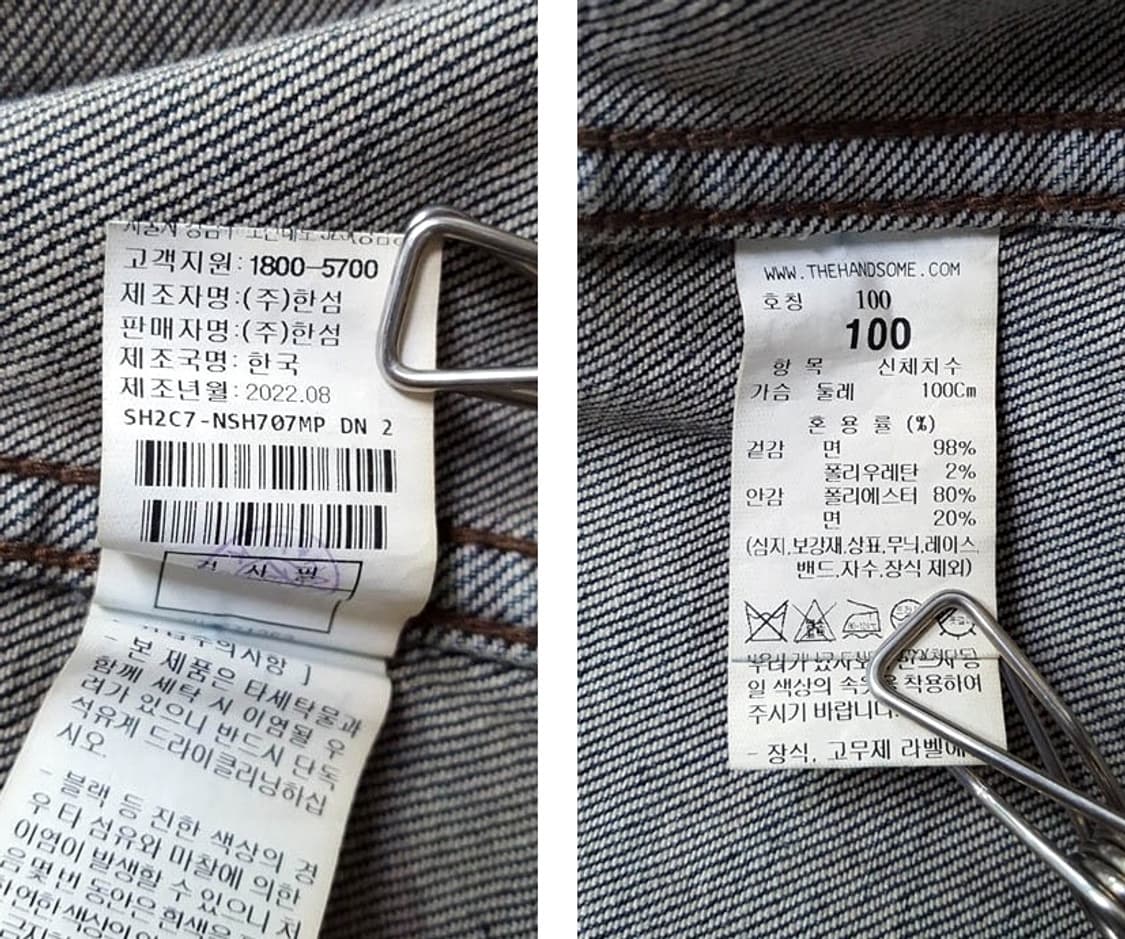 고객지원:1800-5700
제조자명:(주)한섬
판매자명:(주)한섬
제조국명: 한국
제조년월: 2022.08
SH2C7-NSH707MP DN 2
검 사 필
- 본 제품은 타세탁물과
함께 세탁 시 이염될 우
려가 있으니 반드시 단독
석유계 드라이클리닝하십
시오.
- 블랙 등 진한 색상의 경
우 타 섬유와 마찰에 의한
이염이 발생할 수 있으니 처
음 몇 번 동안은 흰색
WWW.THEHANDSOME.COM
호칭 100
100
항 목 신체치수
가슴 둘레 100Cm
혼 용 률 (%)
겉감 면 98%
폴리우레탄 2%
안감 폴리에스터 80%
면 20%
(심지,보강재,상표,무늬,레이스
밴드,자수,장식 제외)
일 색상의 속옷을 착용하여
주시기 바랍니다.
- 장식, 고무제 라벨에